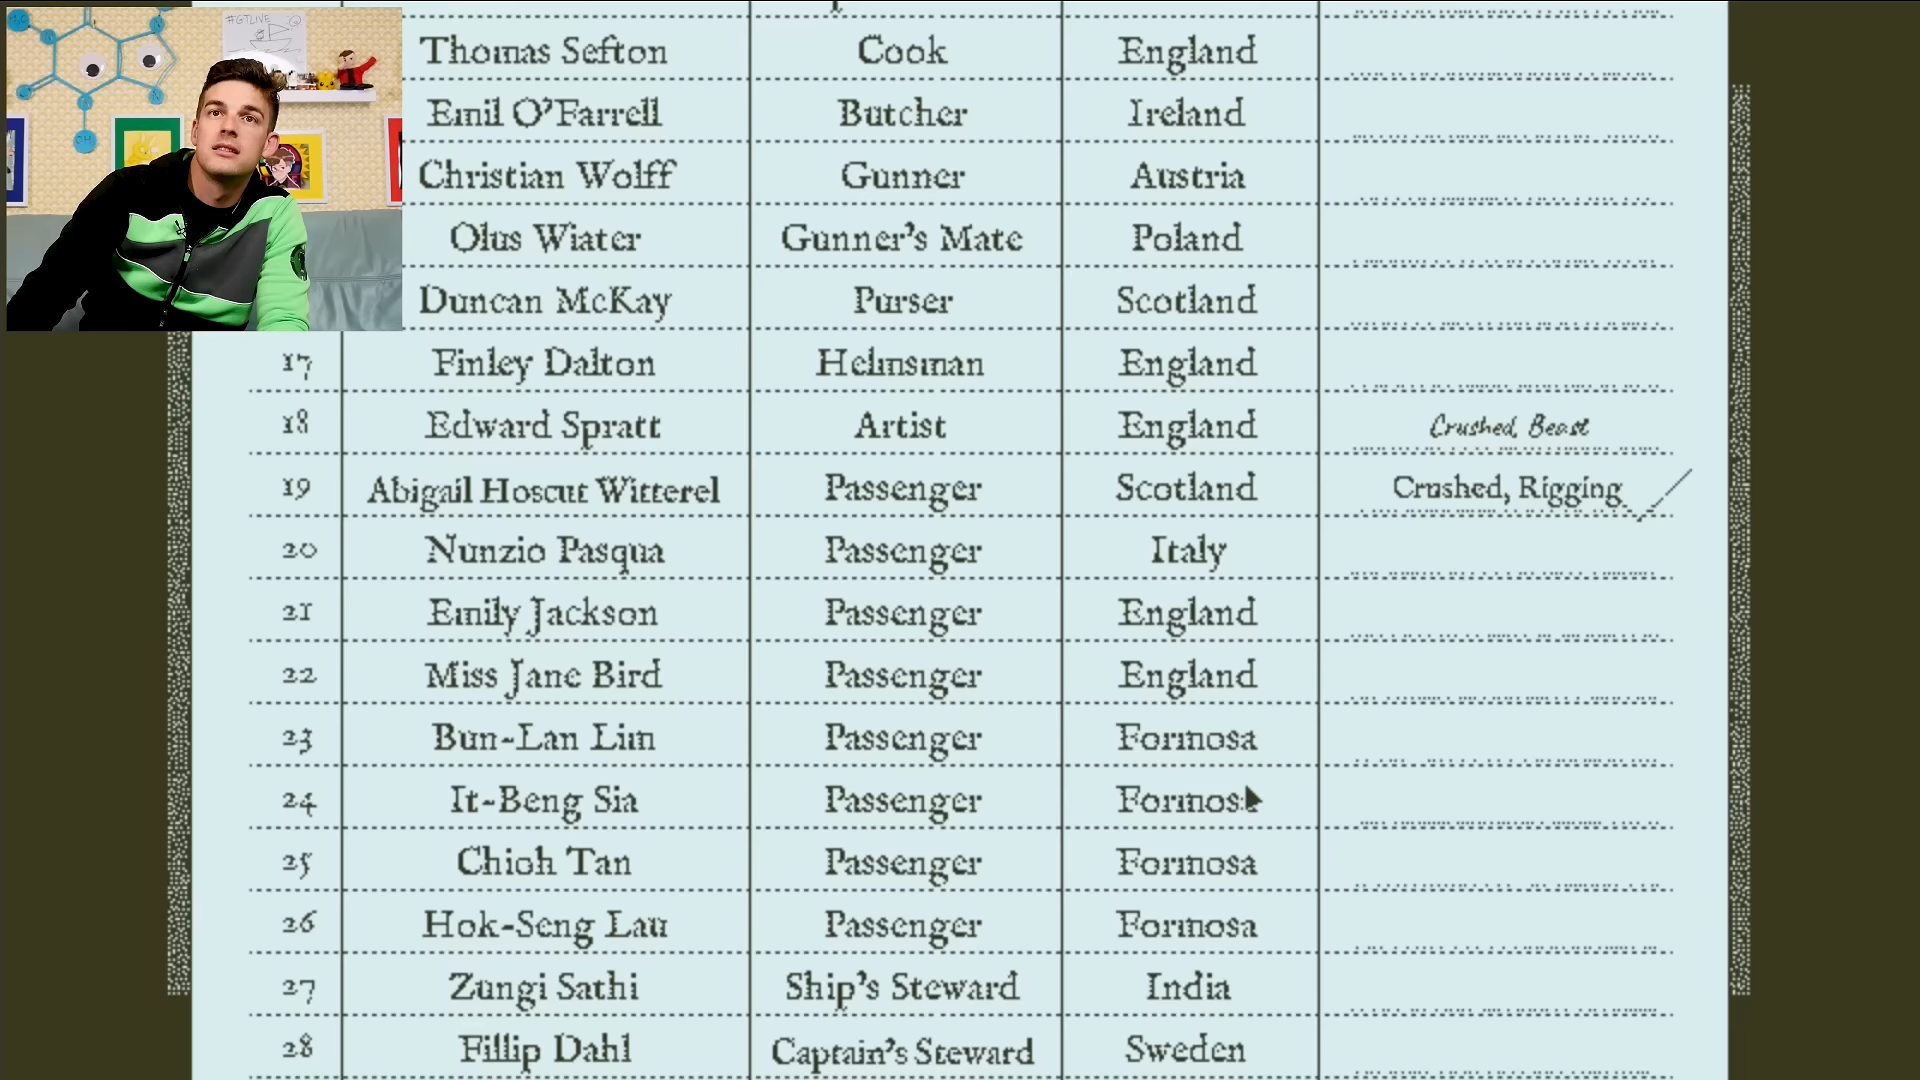 #GTLIVE
Thomas Sefton Cook England
Emil O'Farrell Butcher Ireland
Christian Wolff Gunner Austria
Olus Wiater Gunner's Mate Poland
Duncan McKay Purser Scotland
17 Finley Dalton Helmsman England
18 Edward Spratt Artist England Crushed, Beast
19 Abigail Hoscut Witterel Passenger Scotland Crushed, Rigging
20 Nunzio Pasqua Passenger Italy
21 Emily Jackson Passenger England
22 Miss Jane Bird Passenger England
23 Bun-Lan Lim Passenger Formosa
24 It-Beng Sia Passenger Formosa
25 Chioh Tan Passenger Formosa
26 Hok-Seng Lau Passenger Formosa
27 Zungi Sathi Ship's Steward India
28 Fillip Dahl Captain's Steward Sweden